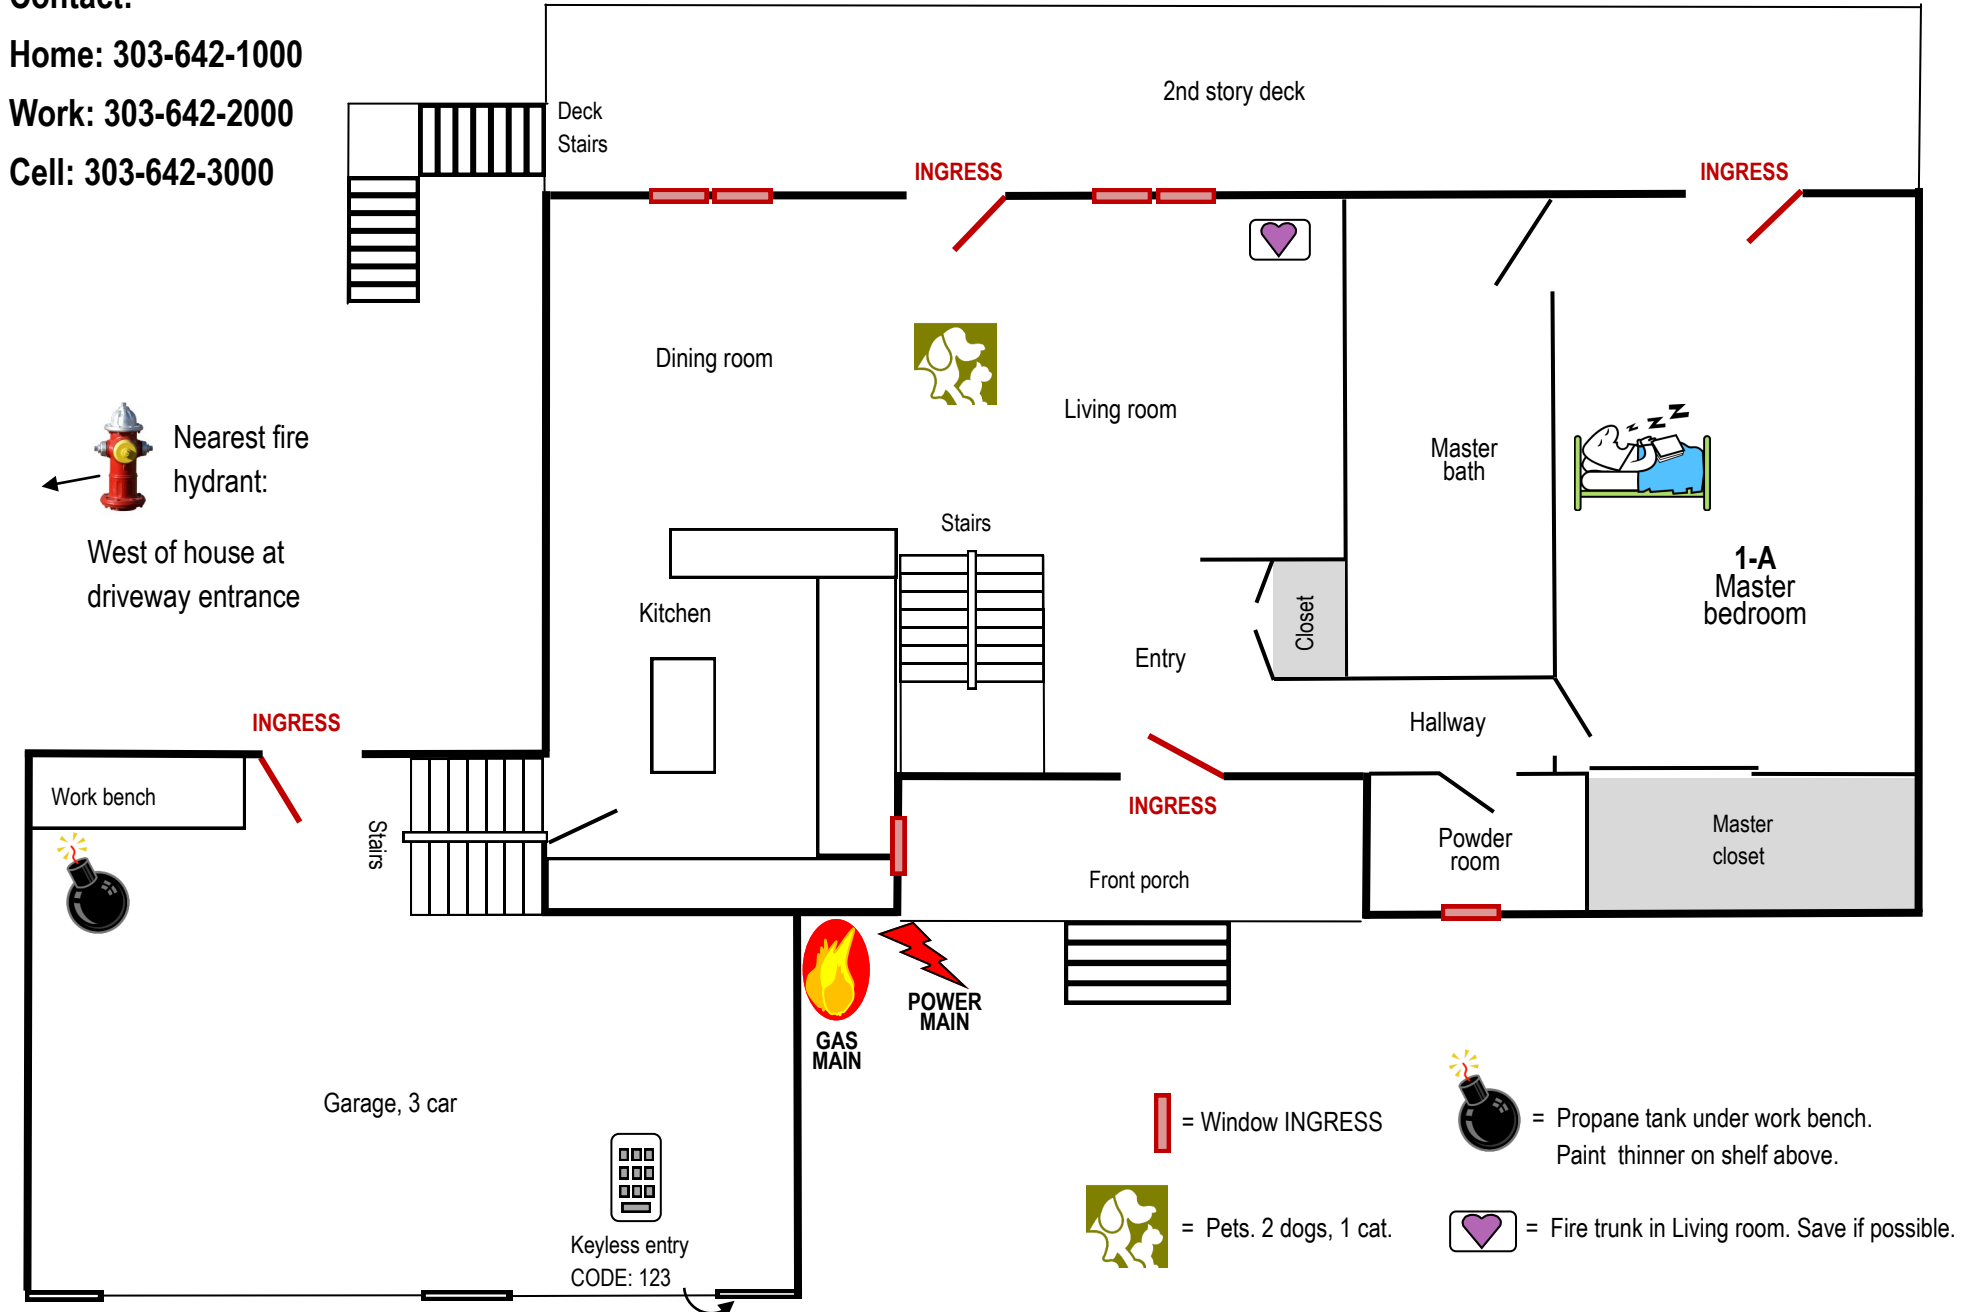 Contact:
Home: 303-642-1000
Work: 303-642-2000
Cell: 303-642-3000
2nd story deck
Deck
Stairs
INGRESS
INGRESS
Dining room
Living room
Nearest fire
hydrant:
West of house at
driveway entrance
Master
bath
z z Z Z
1-A
Master
bedroom
Stairs
Kitchen
Closet
Entry
Hallway
INGRESS
Work bench
Stairs
INGRESS
Powder
room
Master
closet
Front porch
POWER
MAIN
GAS
MAIN
Garage, 3 car
Keyless entry
CODE: 123
= Window INGRESS
= Propane tank under work bench.
Paint thinner on shelf above.
= Pets. 2 dogs, 1 cat.
= Fire trunk in Living room. Save if possible.